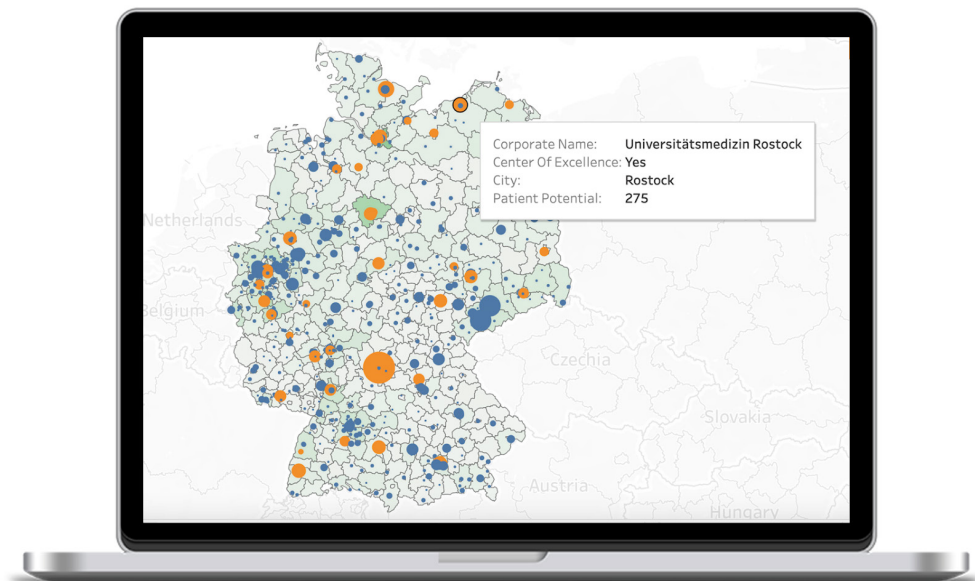 Corporate Name: Universitätsmedizin Rostock
Center Of Excellence: Yes
City: Rostock
Patient Potential: 275
Netherlands
Belgium
Czechia
Slovakia
Austria
Hungary